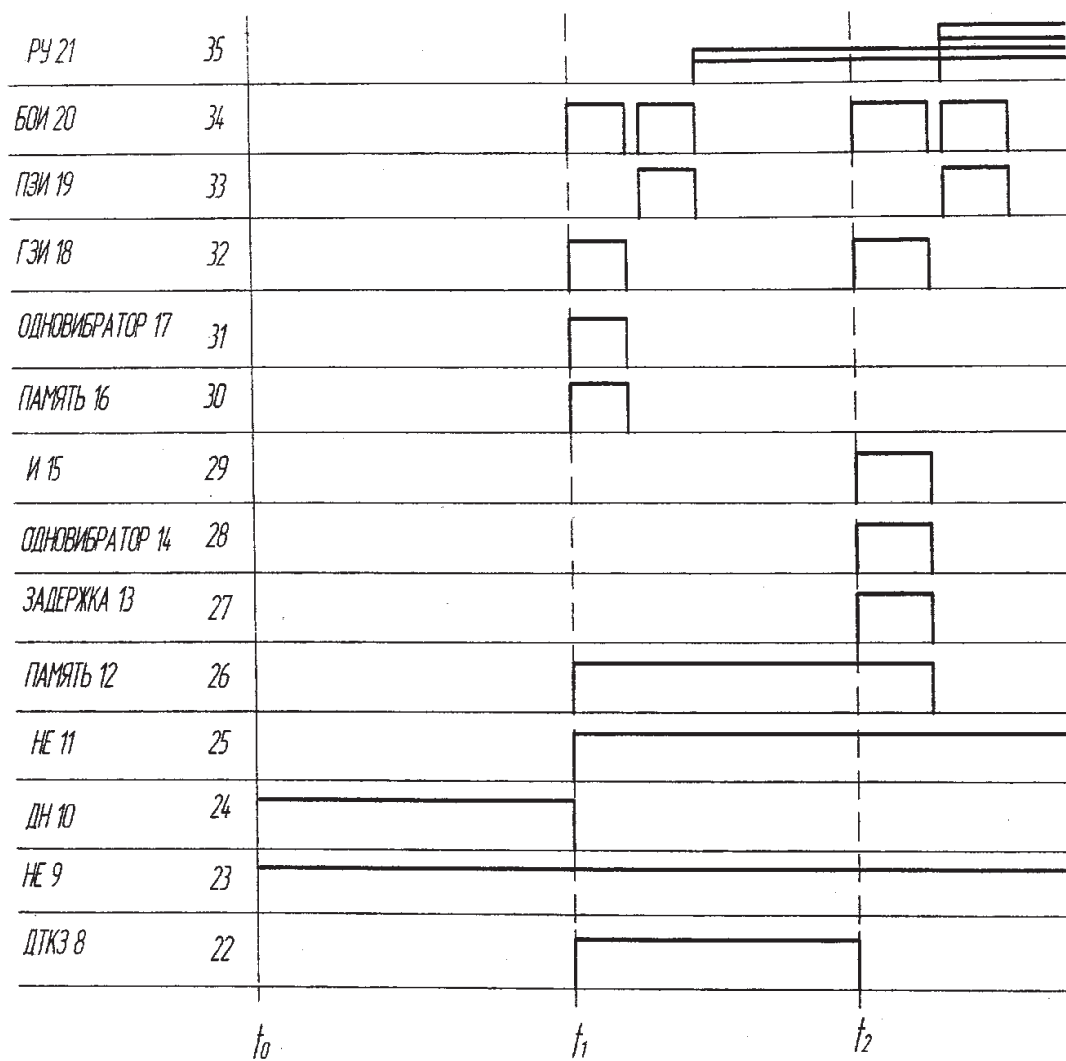 РУ 21 35
БОИ 20 34
ПЗИ 19 33
ГЗИ 18 32
ОДНОВИБРАТОР 17 31
ПАМЯТЬ 16 30
И 15 29
ОДНОВИБРАТОР 14 28
ЗАДЕРЖКА 13 27
ПАМЯТЬ 12 26
НЕ 11 25
ДН 10 24
НЕ 9 23
ДТКЗ 8 22
t0 t1 t2